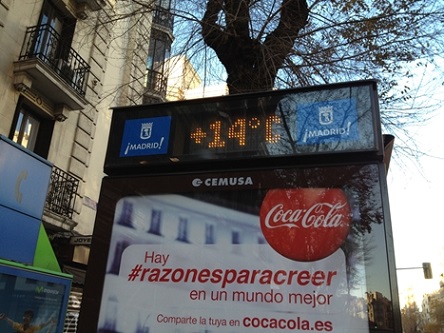 ¡MADRID!
+14°C
¡MADRID!
CEMUSA
Coca-Cola
Hay
#razonesparacreer
en un mundo mejor
Comparte la tuya en cocacola.es